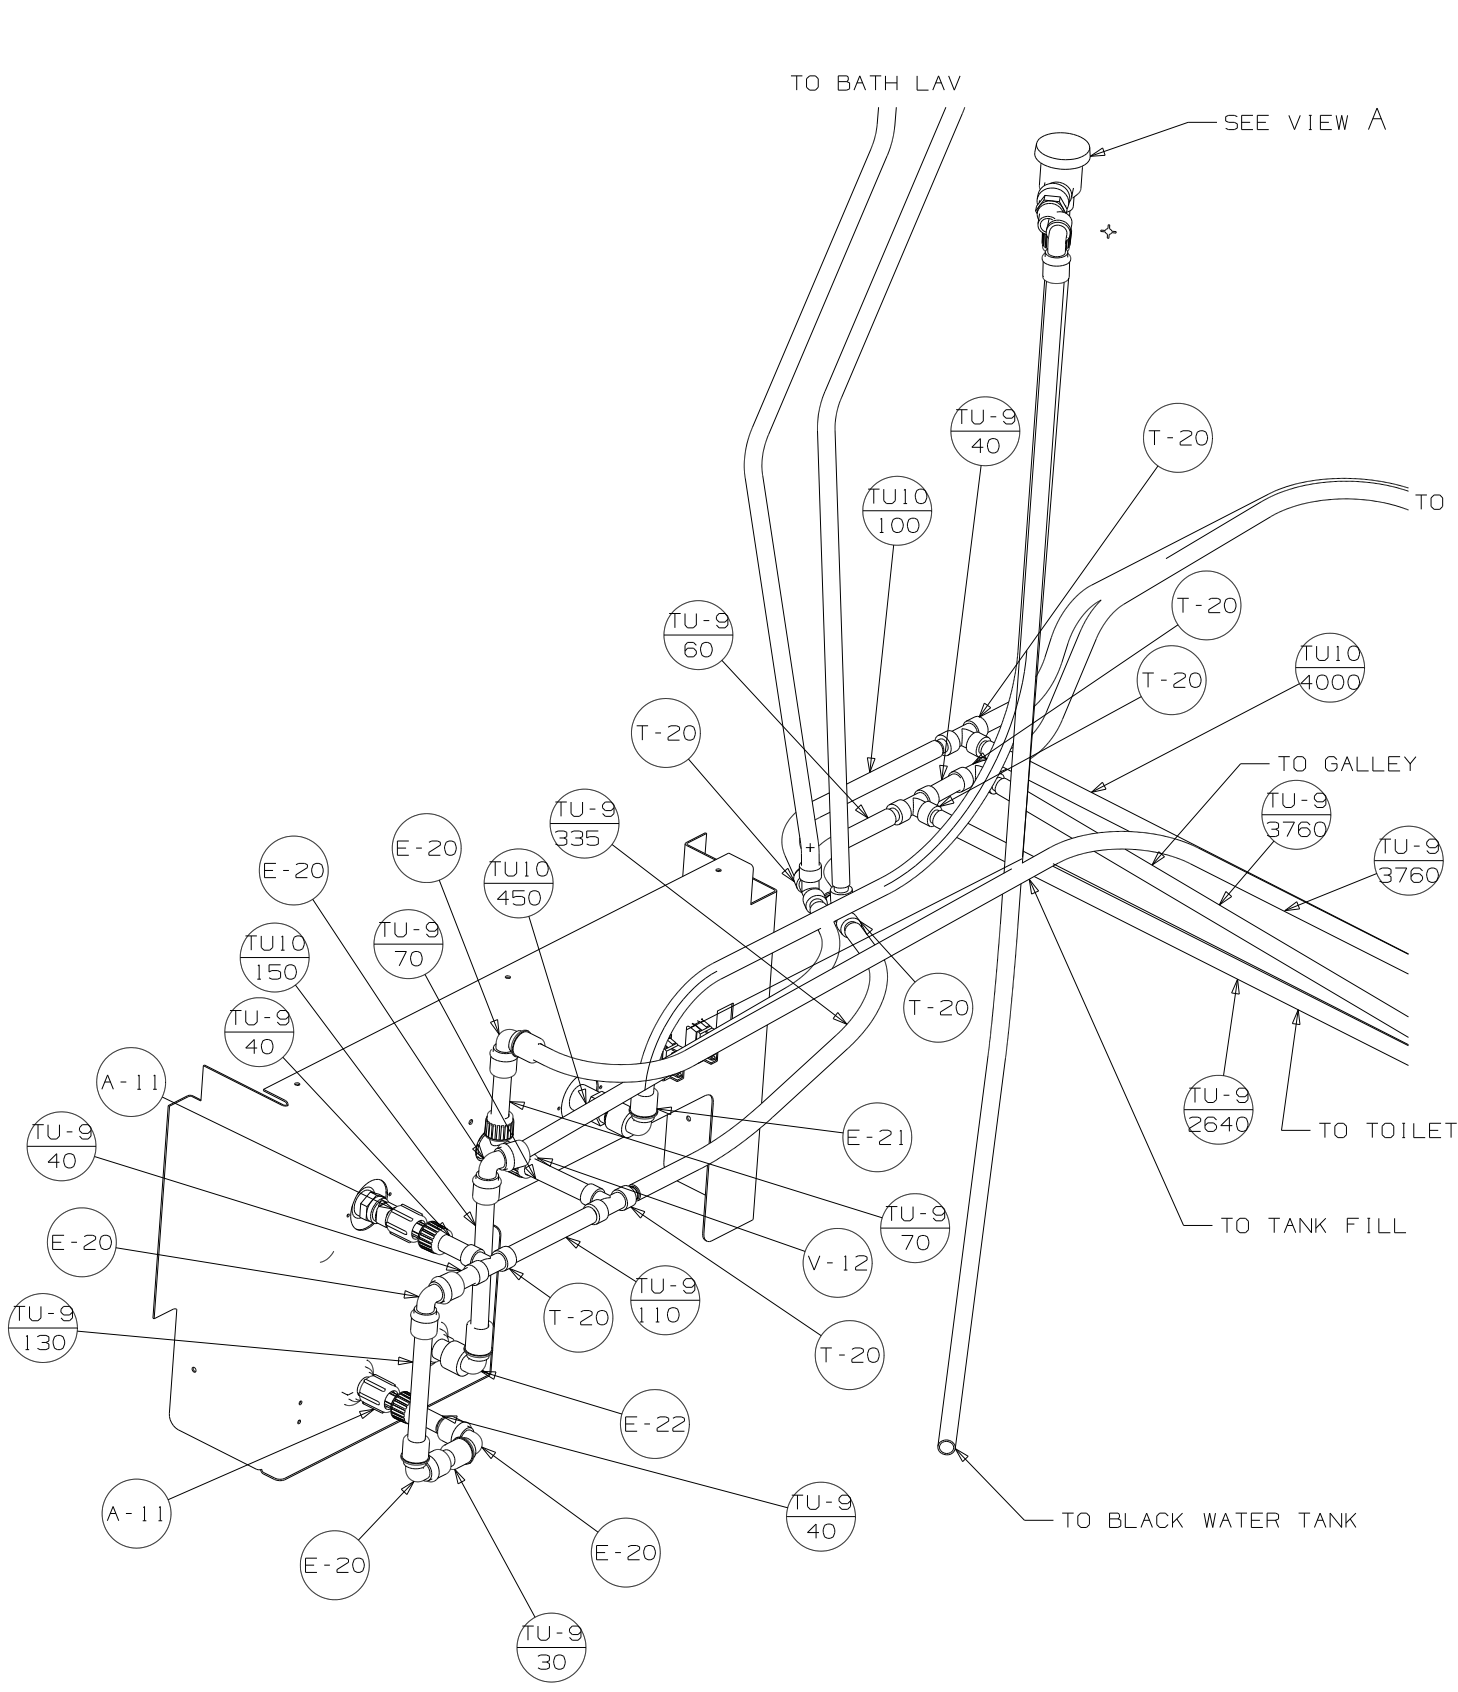 TO BATH LAV
SEE VIEW A
TU-9
40
T-20
TU10
100
TO
T-20
TU-9
60
TU10
4000
T-20
T-20
TO GALLEY
TU-9
3760
TU-9
335
E-20
TU-9
3760
E-20
TU10
450
TU-9
70
TU10
150
T-20
TU-9
40
A-11
TU-9
2640
TO TOILET
E-21
TU-9
40
TO TANK FILL
TU-9
70
E-20
V-12
TU-9
110
T-20
TU-9
130
T-20
E-22
A-11
TU-9
40
TO BLACK WATER TANK
E-20
E-20
TU-9
30